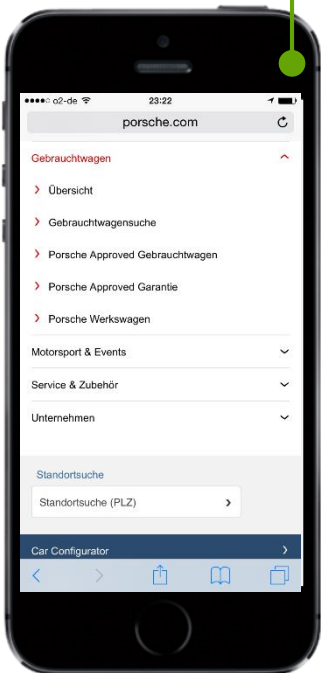 o2-de 23:22
porsche.com
Gebrauchtwagen
Übersicht
Gebrauchtwagensuche
Porsche Approved Gebrauchtwagen
Porsche Approved Garantie
Porsche Werkswagen
Motorsport & Events
Service & Zubehör
Unternehmen
Standortsuche
Standortsuche (PLZ)
Car Configurator